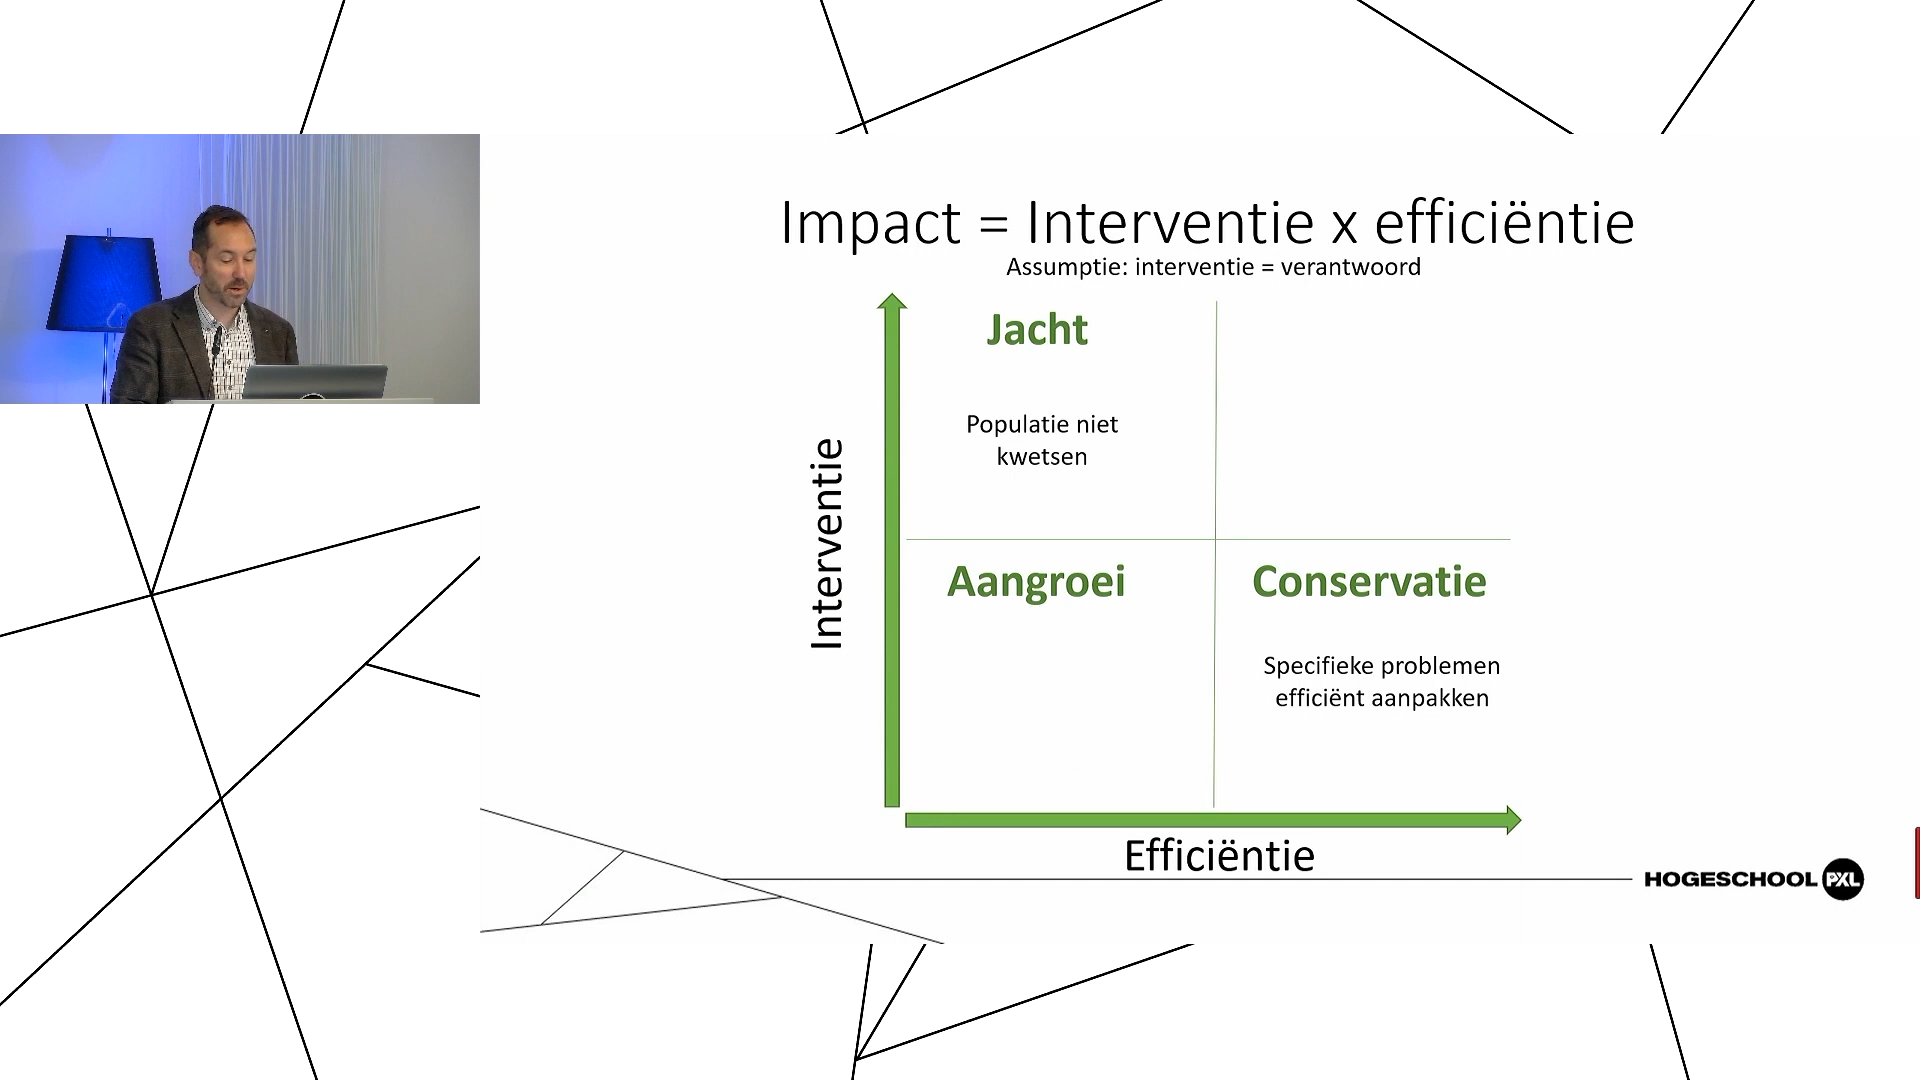 Impact = Interventie x efficiëntie
Assumptie: interventie = verantwoord
Jacht
Populatie niet
kwetsen
Interventie
Aangroei
Conservatie
Specifieke problemen
efficiënt aanpakken
Efficiëntie
HOGESCHOOL PXL